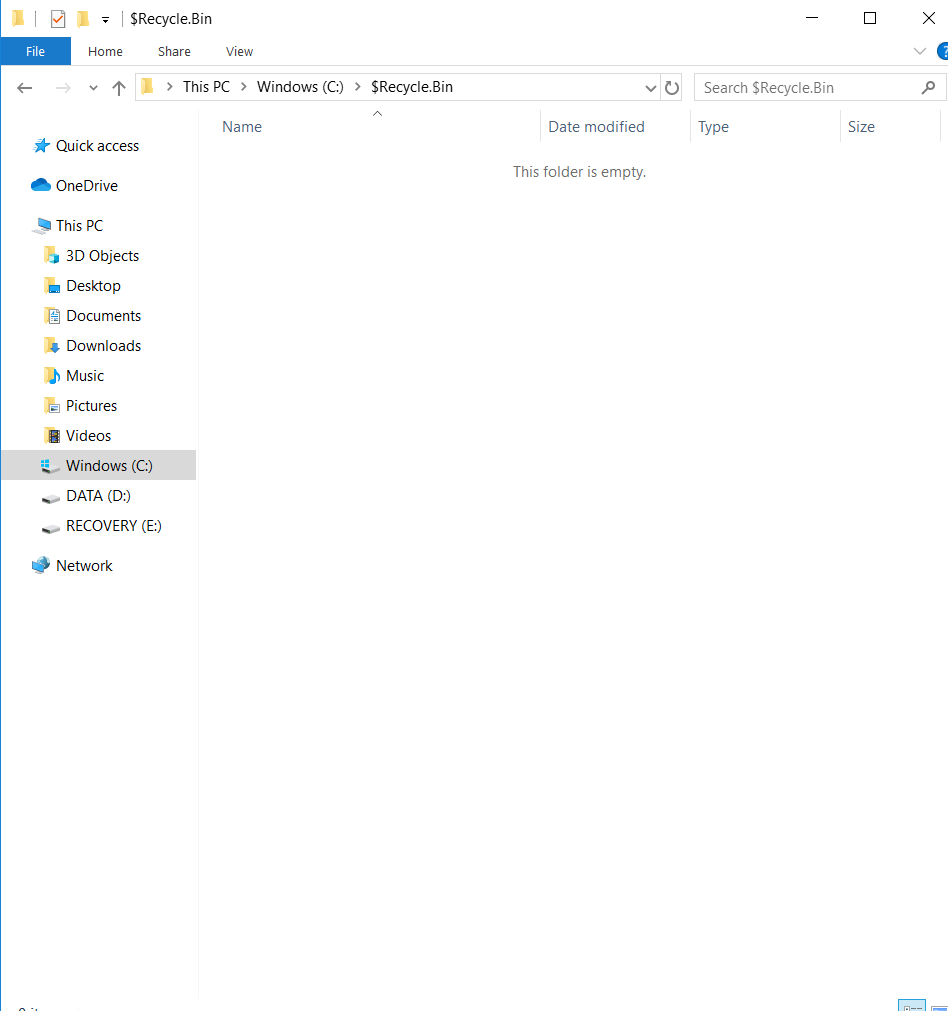 $Recycle.Bin
File Home Share View
This PC Windows (C:) $Recycle.Bin Search $Recycle.Bin
Name Date modified Type Size
This folder is empty.
Quick access
OneDrive
This PC
3D Objects
Desktop
Documents
Downloads
Music
Pictures
Videos
Windows (C:)
DATA (D:)
RECOVERY (E:)
Network